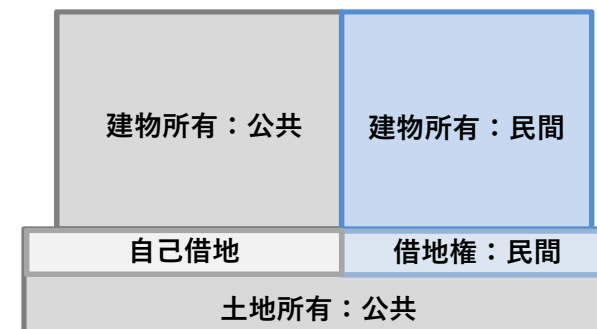 建物所有：公共
建物所有：民間
自己借地
借地権：民間
土地所有：公共